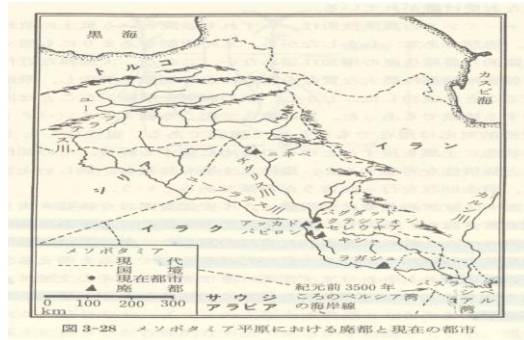 黒海
カスピ海
トルコ
イラン
ニネベ
チグリス川
ユーフラテス川
シリア
カルン川
イラク
バグダッド
クテシフォン
セレウキア
アッカド
バビロン
キシュ
ラガシュ
バスラ
ペルシア湾
サウジアラビア
紀元前3500年
ころのペルシア湾
の海岸線
メソポタミア
現代
国境
現在都市
廃都
0 100 200 300
km
図3-28 メソポタミア平原における廃都と現在の都市